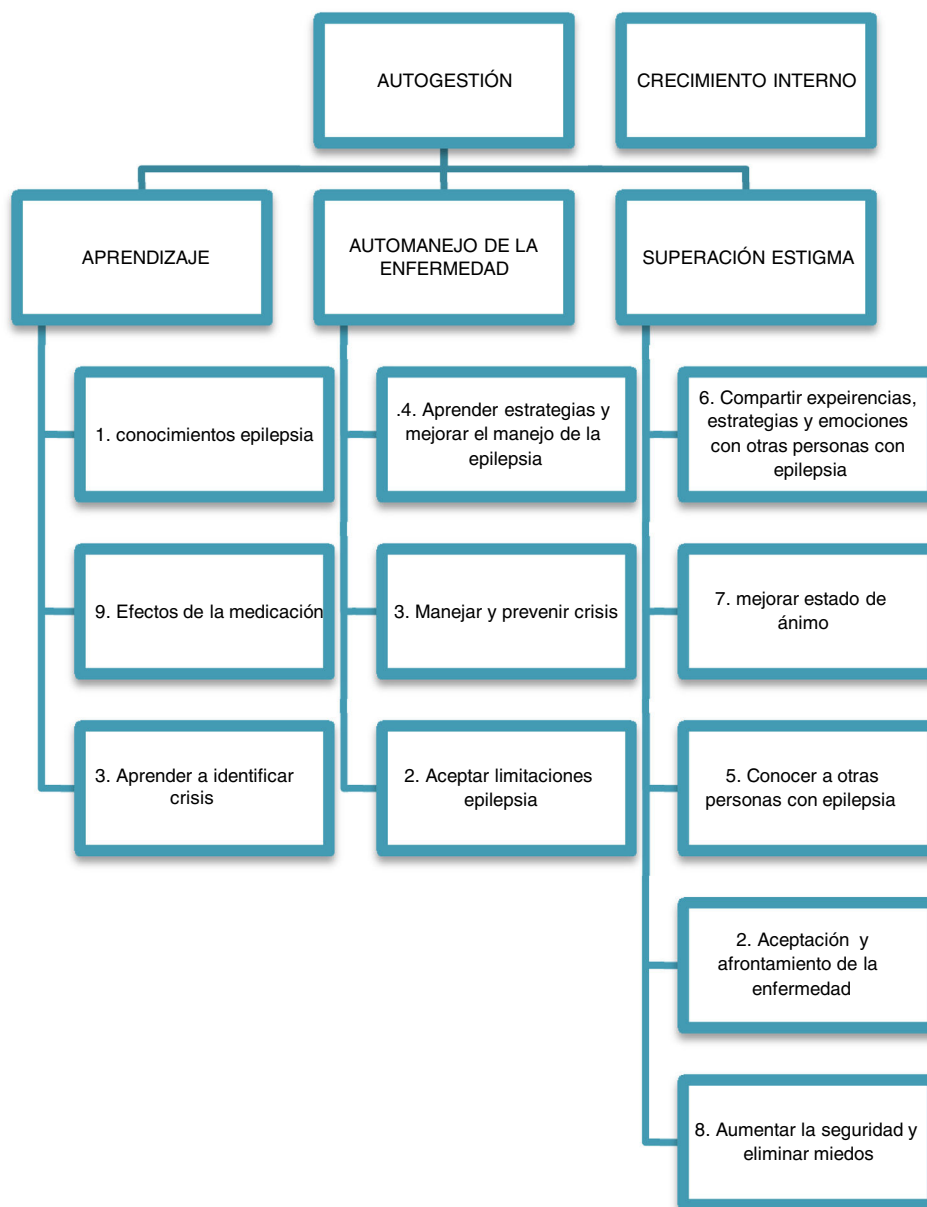 AUTOGESTIÓN
CRECIMIENTO INTERNO
APRENDIZAJE
AUTOMANEJO DE LA
ENFERMEDAD
SUPERACIÓN ESTIGMA
1. conocimientos epilepsia
9. Efectos de la medicación
3. Aprender a identificar
crisis
.4. Aprender estrategias y
mejorar el manejo de la
epilepsia
3. Manejar y prevenir crisis
2. Aceptar limitaciones
epilepsia
6. Compartir expeirencias,
estrategias y emociones
con otras personas con
epilepsia
7. mejorar estado de
ánimo
5. Conocer a otras
personas con epilepsia
2. Aceptación y
afrontamiento de la
enfermedad
8. Aumentar la seguridad y
eliminar miedos